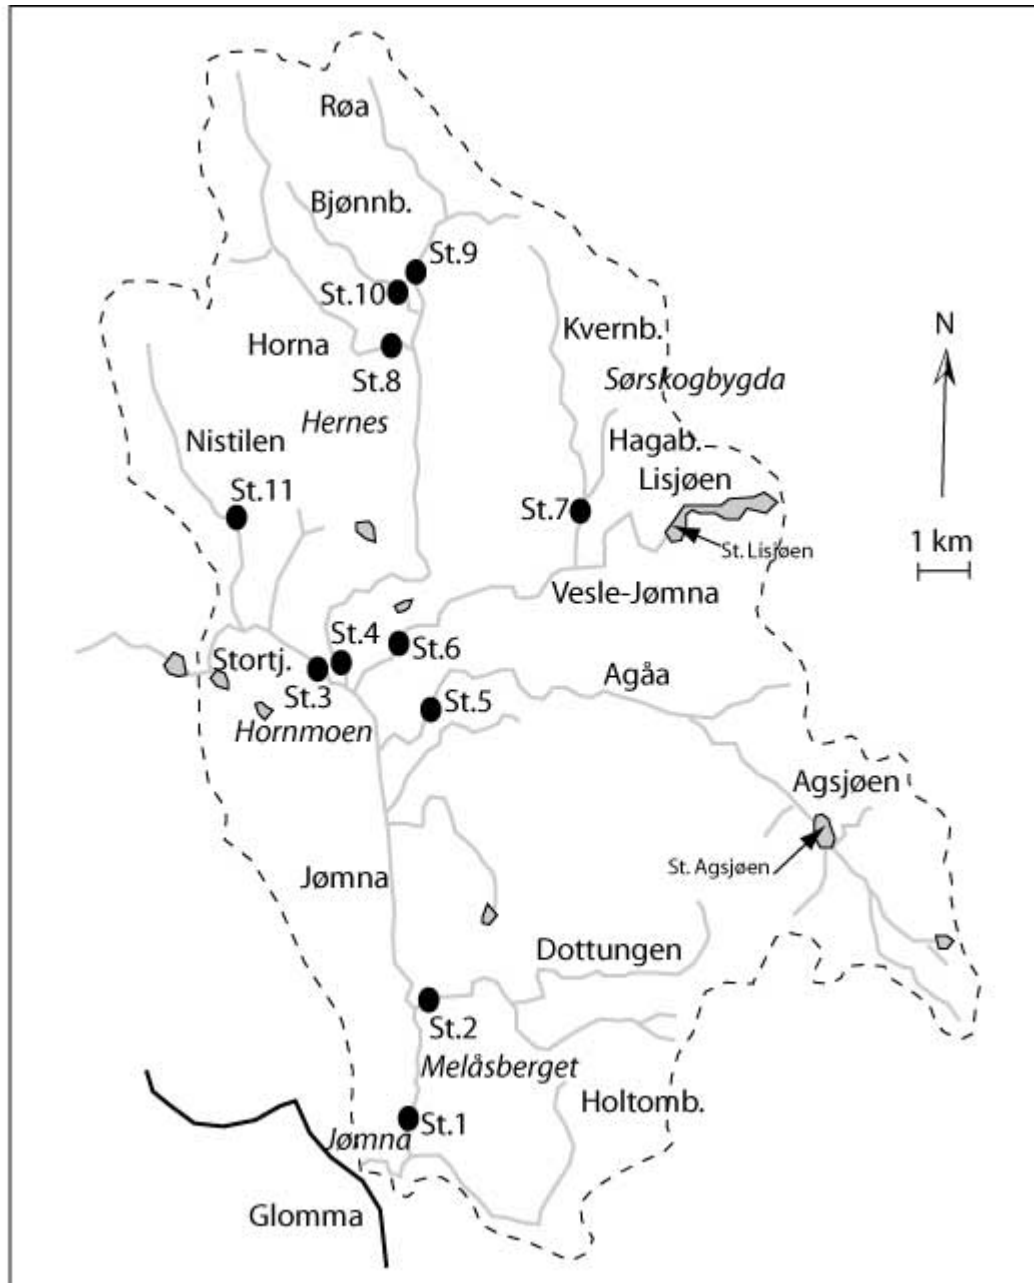 Røa
Bjønnb.
St.9
St.10
Horna
St.8
Kvernb.
N
Sørskogbygda
Hernes
Nistilen
Hagab.
Lisjøen
St.11
St.7
St. Lisjøen
1 km
Vesle-Jømna
St.4
St.6
Stortj.
St.3
Agåa
St.5
Hornmoen
Agsjøen
St. Agsjøen
Jømna
Dottungen
St.2
Melåsberget
Holtomb.
St.1
Jømna
Glomma